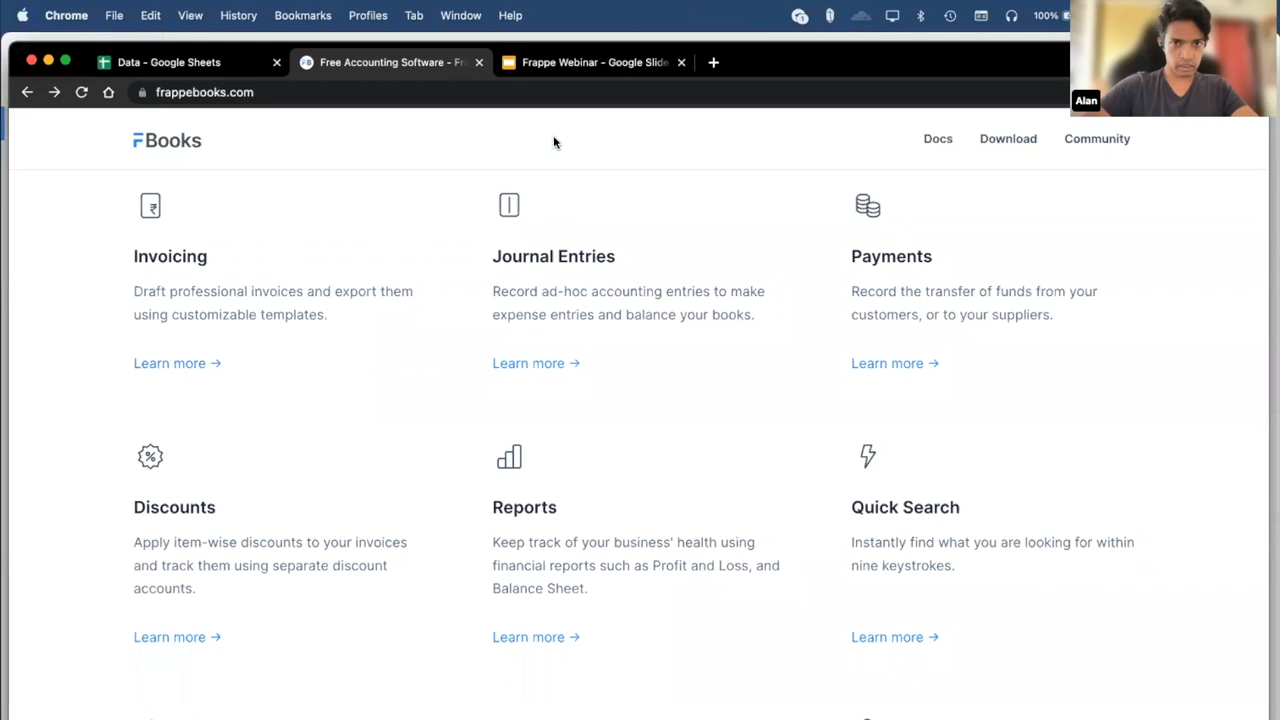 Chrome File Edit View History Bookmarks Profiles Tab Window Help 100%
Data - Google Sheets Free Accounting Software - Fr Frappe Webinar - Google Slide
frappebooks.com
Alan
Books Docs Download Community
Invoicing
Draft professional invoices and export them
using customizable templates.
Learn more →
Journal Entries
Record ad-hoc accounting entries to make
expense entries and balance your books.
Learn more →
Payments
Record the transfer of funds from your
customers, or to your suppliers.
Learn more →
Discounts
Apply item-wise discounts to your invoices
and track them using separate discount
accounts.
Learn more →
Reports
Keep track of your business' health using
financial reports such as Profit and Loss, and
Balance Sheet.
Learn more →
Quick Search
Instantly find what you are looking for within
nine keystrokes.
Learn more →